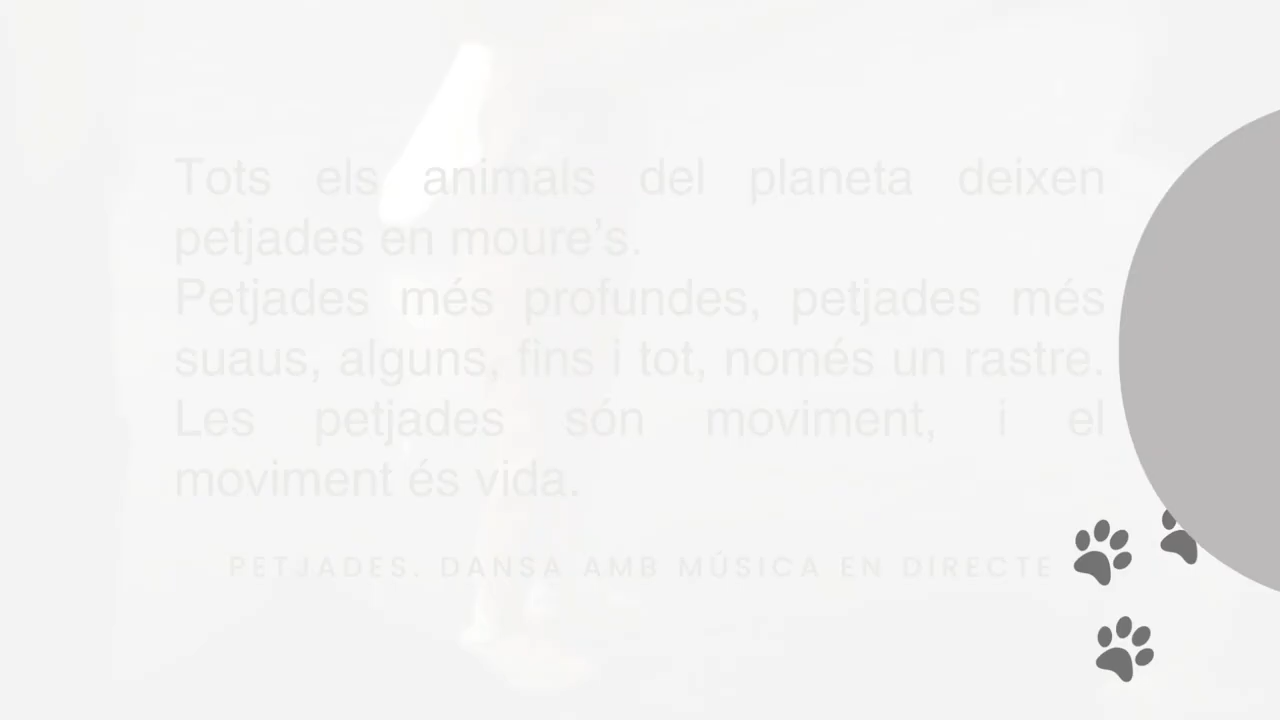 Tots els animals del planeta deixen
petjades en moure’s.
Petjades més profundes, petjades més
suaus, alguns, fins i tot, només un rastre.
Les petjades són moviment, i el
moviment és vida.
PETJADES. DANSA AMB MÚSICA EN DIRECTE